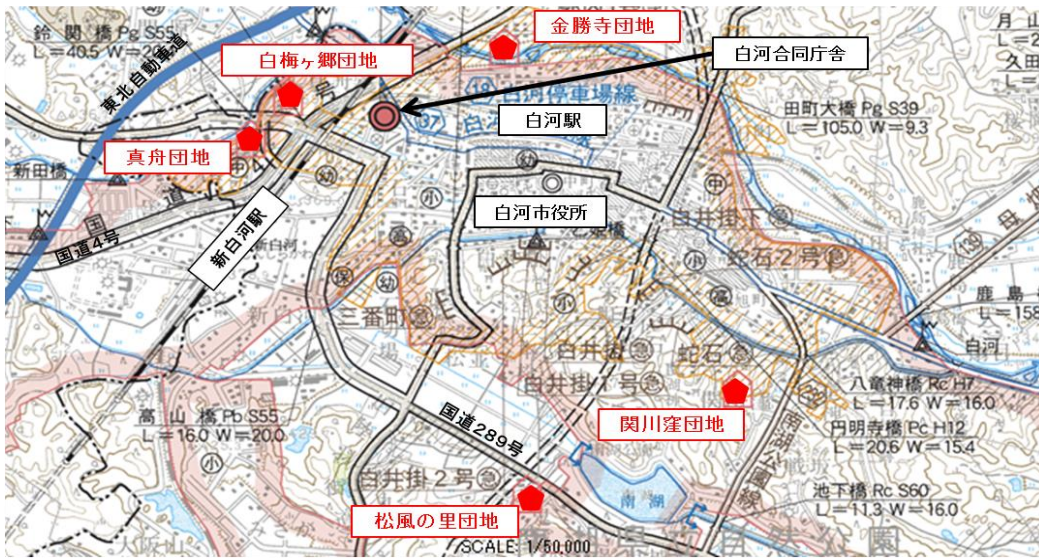 鈴関橋 Pg S55
金勝寺団地
白梅ヶ郷団地
白河合同庁舎
東北自動車道
白河停車場線
田町大橋 Pg S39
L=105.0 W=9.3
白河駅
真舟団地
新田橋
国道4号
新白河駅
新白河
白河市役所
白井掛下
蛇石2号
三番町
白井掛
蛇石
白井掛1号
白河
八竜神橋 Rc H7
L=17.6 W=16.0
高山橋 Pb S55
L=16.0 W=20.0
国道289号
関川窪団地
円明寺橋 Pc H12
L=20.6 W=15.4
南湖公園線
白井掛2号
南湖
池下橋 Rc S60
L=11.3 W=16.0
松風の里団地
SCALE: 1/50,000